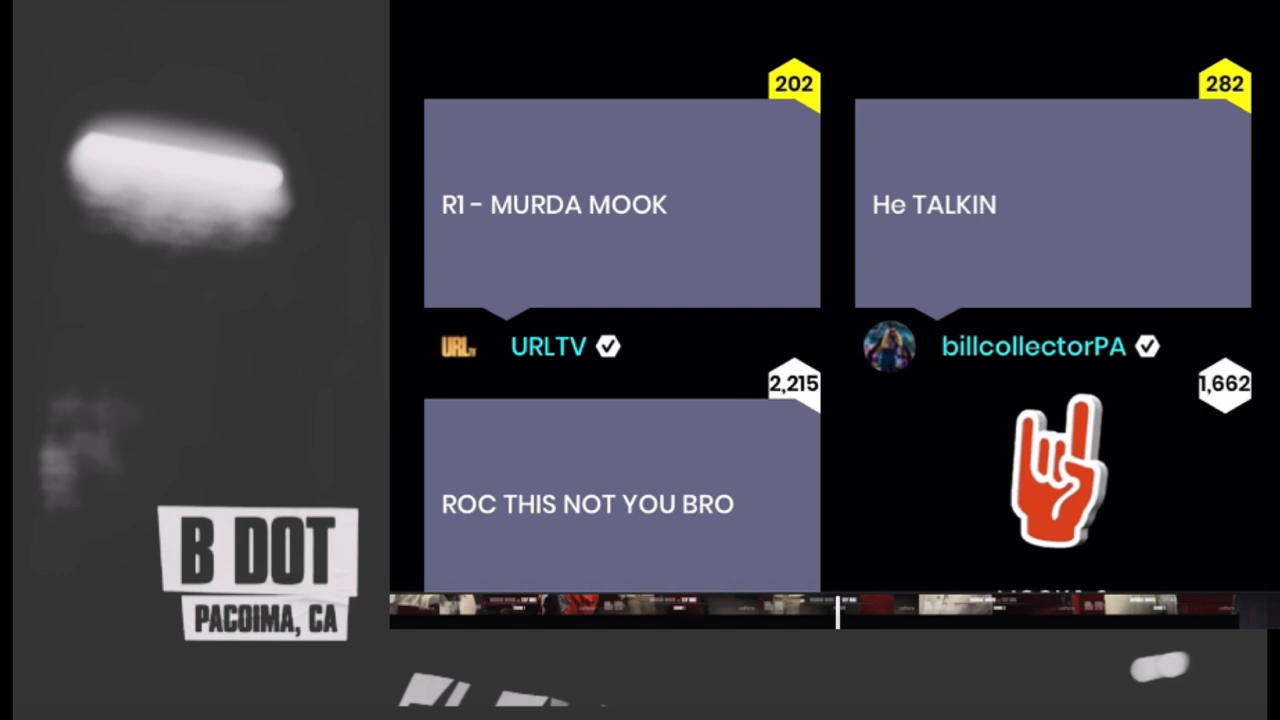 202
282
R1 - MURDA MOOK
He TALKIN
URL TV
URLTV
billcollectorPA
2,215
1,662
ROC THIS NOT YOU BRO
B DOT
PACOIMA, CA